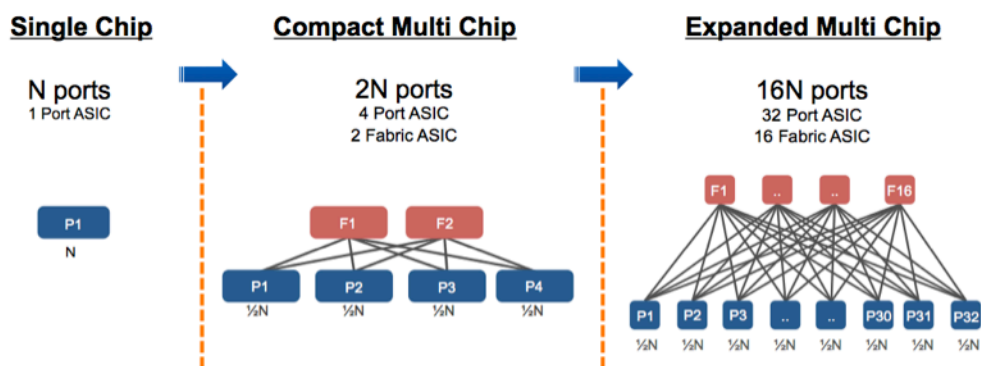 Single Chip
Compact Multi Chip
Expanded Multi Chip
N ports
1 Port ASIC
2N ports
4 Port ASIC
2 Fabric ASIC
16N ports
32 Port ASIC
16 Fabric ASIC
P1
N
F1 F2
P1 P2 P3 P4
½N ½N ½N ½N
F1 .. .. F16
P1 P2 P3 .. .. P30 P31 P32
½N ½N ½N ½N ½N ½N ½N ½N